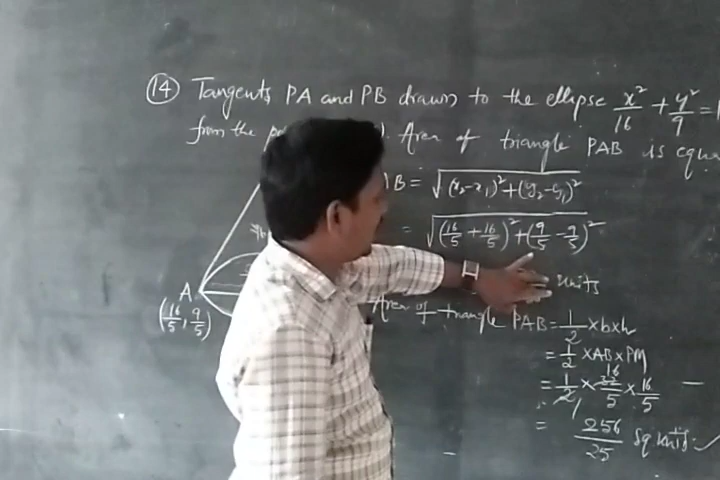 (14) Tangents PA and PB drawn to the ellipse x²/16 + y²/9 = 1
from the
. Area of triangle PAB is
B = √((x₂-x₁)²+(y₂-y₁)²)
= √((16/5 + 16/5)² + (9/5 - 9/5)²)
units
A
(16/5, 9/5)
Area of triangle PAB = 1/2 × b × h
= 1/2 × AB × PM
= 1/2 × 32/5 × 16/5
16
1
= 256/25 sq units